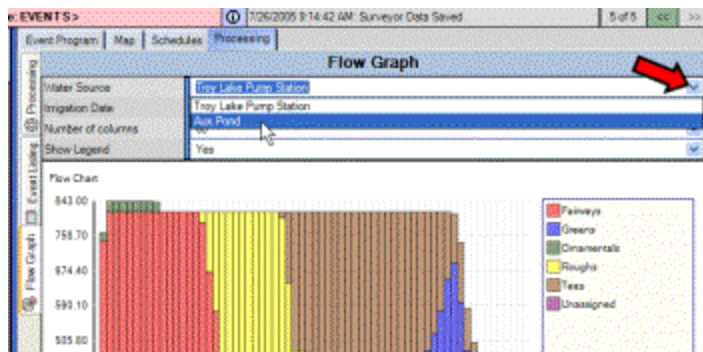 e: EVENTS>
7/26/2005 9:14:42 AM: Surveyor Data Saved
5 of 5
<<
>>
Event Program
Map
Schedules
Processing
Flow Graph
Water Source
Troy Lake Pump Station
Irrigation Date
Troy Lake Pump Station
Aux Pond
Number of columns
60
Show Legend
Yes
Processing
Event Listing
Flow Graph
Flow Chart
843.00
758.70
674.40
590.10
505.80
Fairways
Greens
Ornamentals
Roughs
Tees
Unassigned